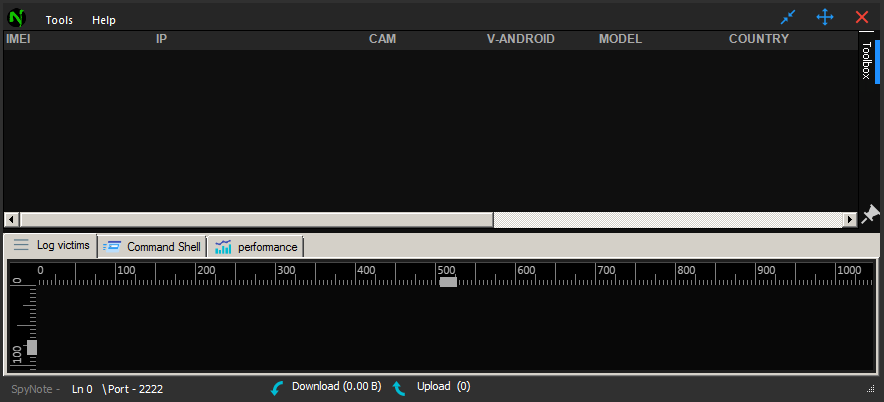 Tools Help
IMEI IP CAM V-ANDROID MODEL COUNTRY
Toolbox
Log victims Command Shell performance
0 100 200 300 400 500 600 700 800 900 1000
0
100
SpyNote - Ln 0 \Port - 2222 Download (0.00 B) Upload (0)